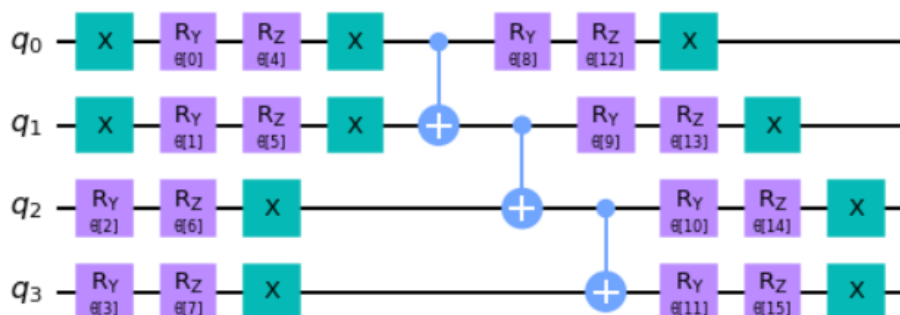 q0 X RY θ[0] RZ θ[4] X RY θ[8] RZ θ[12] X
q1 X RY θ[1] RZ θ[5] X RY θ[9] RZ θ[13] X
q2 RY θ[2] RZ θ[6] X RY θ[10] RZ θ[14] X
q3 RY θ[3] RZ θ[7] X RY θ[11] RZ θ[15] X